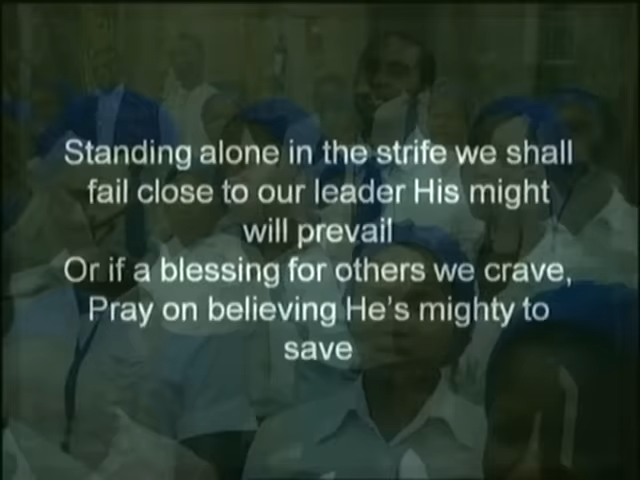 Standing alone in the strife we shall
fail close to our leader His might
will prevail
Or if a blessing for others we crave,
Pray on believing He's mighty to
save